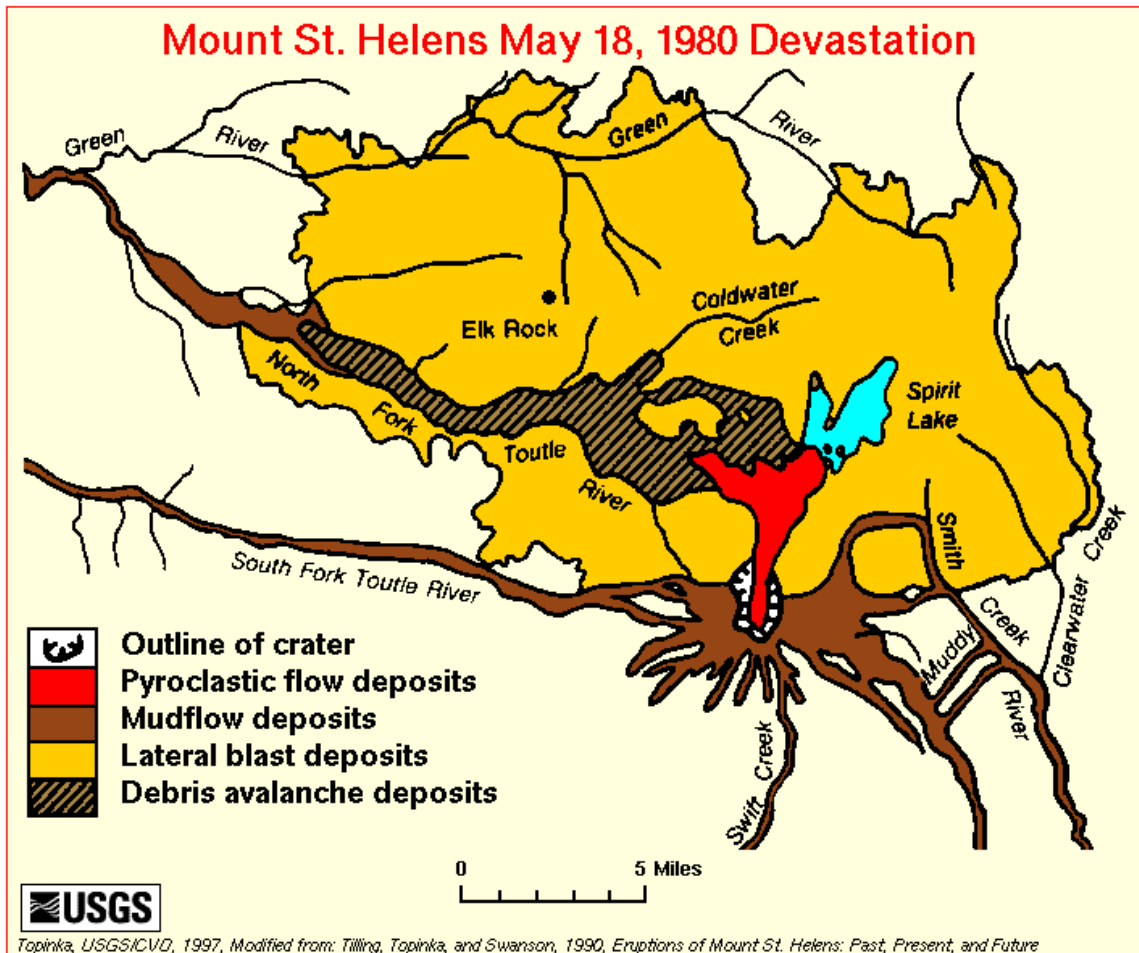 Mount St. Helens May 18, 1980 Devastation
Green
River
Green
River
Coldwater
Creek
Elk Rock
Spirit
Lake
North
Fork
Toutle
River
South Fork Toutle River
Smith
Creek
Clearwater Creek
Muddy
River
Swift Creek
Outline of crater
Pyroclastic flow deposits
Mudflow deposits
Lateral blast deposits
Debris avalanche deposits
0 5 Miles
USGS
Topinka, USGS/CVO, 1997, Modified from: Tilling, Topinka, and Swanson, 1990, Eruptions of Mount St. Helens: Past, Present, and Future